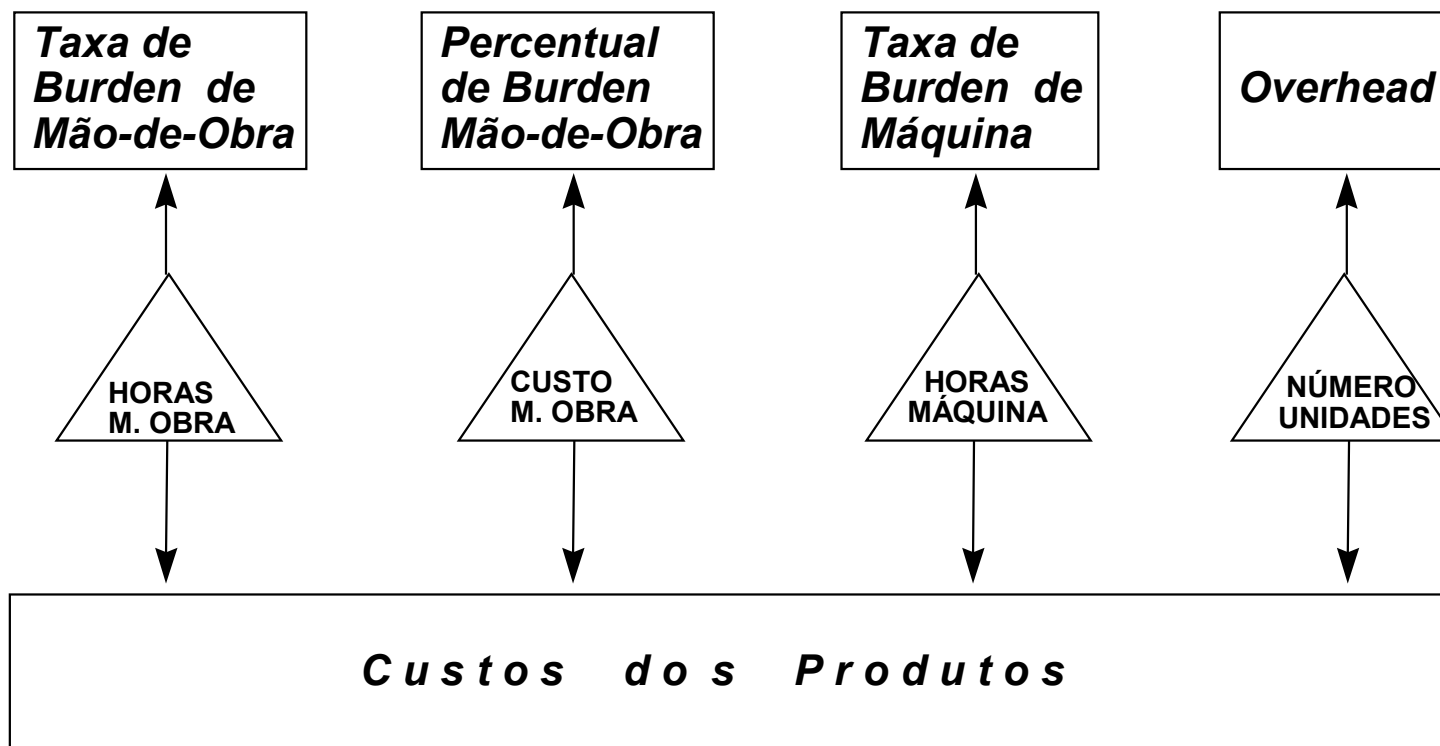 Taxa de
Burden de
Mão-de-Obra
Percentual
de Burden
Mão-de-Obra
Taxa de
Burden de
Máquina
Overhead
HORAS
M. OBRA
CUSTO
M. OBRA
HORAS
MÁQUINA
NÚMERO
UNIDADES
Custos dos Produtos